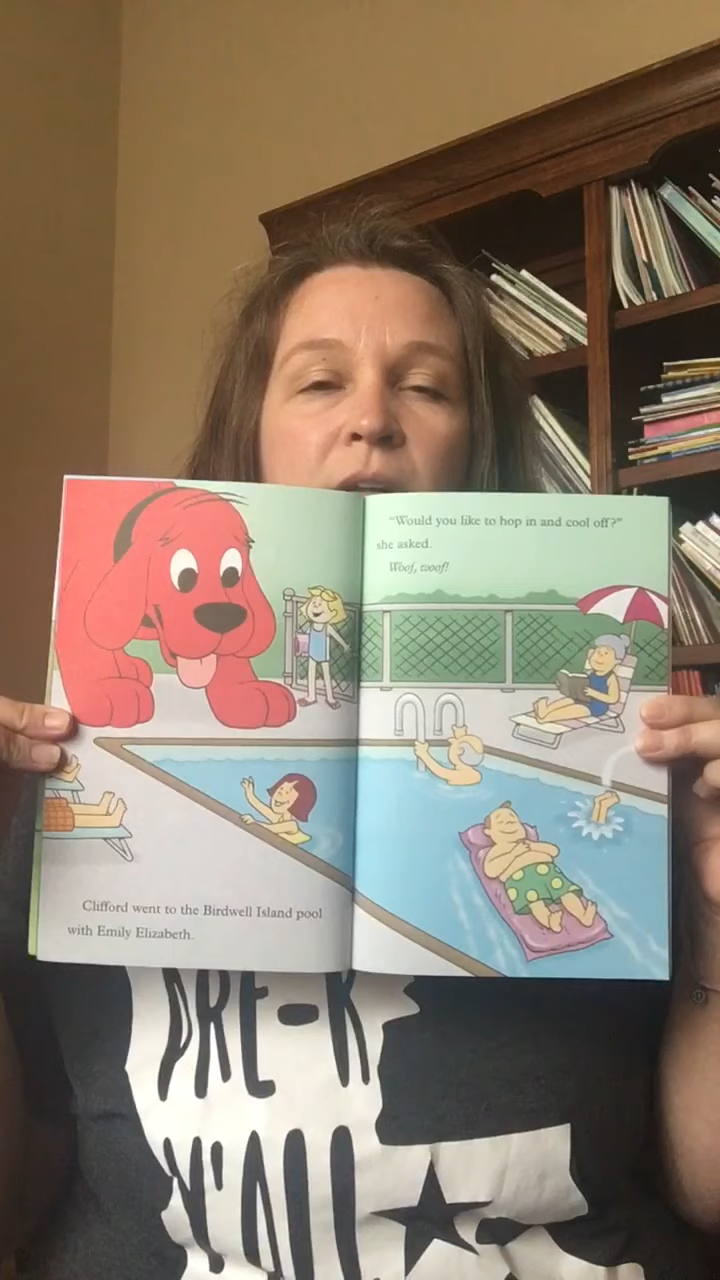 Clifford went to the Birdwell Island pool
with Emily Elizabeth.
"Would you like to hop in and cool off?"
she asked.
Woof, woof!
PRE-K
Y'ALL